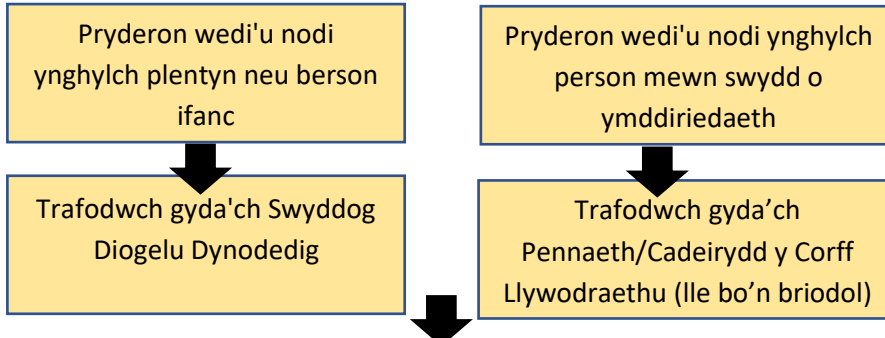 Pryderon wedi'u nodi
ynghylch plentyn neu berson
ifanc
Trafodwch gyda'ch Swyddog
Diogelu Dynodedig
Pryderon wedi'u nodi ynghylch
person mewn swydd o
ymddiriedaeth
Trafodwch gyda’ch
Pennaeth/Cadeirydd y Corff
Llywodraethu (lle bo’n briodol)